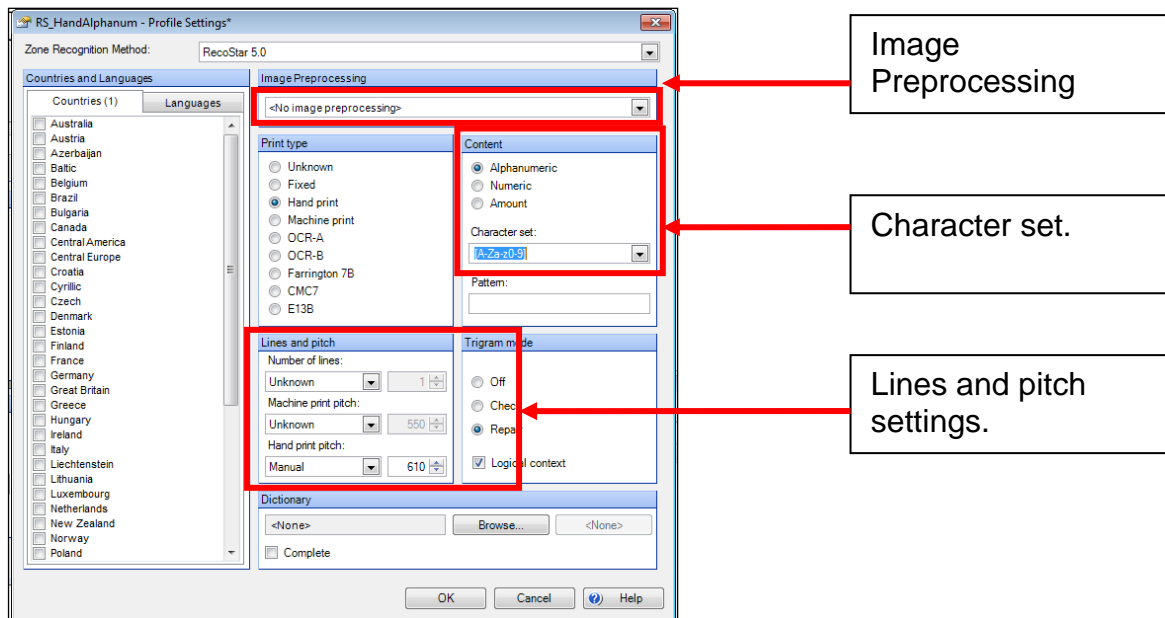 RS_HandAlphanum - Profile Settings*
Zone Recognition Method:
RecoStar 5.0
Countries and Languages
Countries (1)
Languages
Australia
Austria
Azerbaijan
Baltic
Belgium
Brazil
Bulgaria
Canada
Central America
Central Europe
Croatia
Cyrillic
Czech
Denmark
Estonia
Finland
France
Germany
Great Britain
Greece
Hungary
Ireland
Italy
Liechtenstein
Lithuania
Luxembourg
Netherlands
New Zealand
Norway
Poland
Image Preprocessing
<No image preprocessing>
Print type
Unknown
Fixed
Hand print
Machine print
OCR-A
OCR-B
Farrington 7B
CMC7
E13B
Content
Alphanumeric
Numeric
Amount
Character set:
[A-Za-z0-9]
Pattern:
Lines and pitch
Number of lines:
Unknown 1
Machine print pitch:
Unknown 550
Hand print pitch:
Manual 610
Trigram mode
Off
Check
Repair
Logical context
Dictionary
<None>
Browse...
<None>
Complete
OK
Cancel
Help
Image
Preprocessing
Character set.
Lines and pitch
settings.